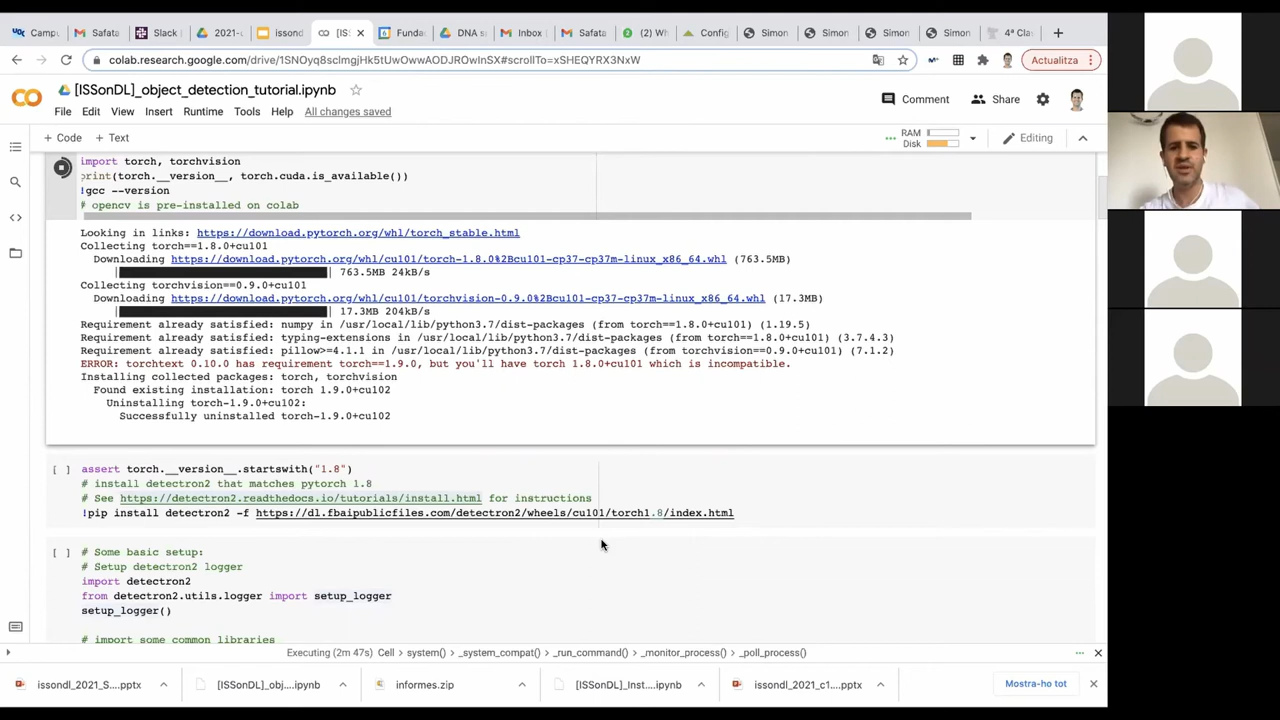 Campu
Safata
Slack
2021-
issond
[IS
Funda
DNA s
Inbox
Safata
(2) Wh
Config
Simon
Simon
Simon
Simon
4ª Clas
colab.research.google.com/drive/1SNOyq8sclmgjHk5tUwOwwAODJROwInSX#scrollTo=xSHEQYRX3NxW
Actualitza
[ISSonDL]_object_detection_tutorial.ipynb
Comment
Share
File Edit View Insert Runtime Tools Help All changes saved
+ Code + Text
RAM
Disk
Editing
import torch, torchvision
print(torch.__version__, torch.cuda.is_available())
!gcc --version
# opencv is pre-installed on colab
Looking in links: https://download.pytorch.org/whl/torch_stable.html
Collecting torch==1.8.0+cu101
Downloading https://download.pytorch.org/whl/cu101/torch-1.8.0%2Bcu101-cp37-cp37m-linux_x86_64.whl (763.5MB)
763.5MB 24kB/s
Collecting torchvision==0.9.0+cu101
Downloading https://download.pytorch.org/whl/cu101/torchvision-0.9.0%2Bcu101-cp37-cp37m-linux_x86_64.whl (17.3MB)
17.3MB 204kB/s
Requirement already satisfied: numpy in /usr/local/lib/python3.7/dist-packages (from torch==1.8.0+cu101) (1.19.5)
Requirement already satisfied: typing-extensions in /usr/local/lib/python3.7/dist-packages (from torch==1.8.0+cu101) (3.7.4.3)
Requirement already satisfied: pillow>=4.1.1 in /usr/local/lib/python3.7/dist-packages (from torchvision==0.9.0+cu101) (7.1.2)
ERROR: torchtext 0.10.0 has requirement torch==1.9.0, but you'll have torch 1.8.0+cu101 which is incompatible.
Installing collected packages: torch, torchvision
Found existing installation: torch 1.9.0+cu102
Uninstalling torch-1.9.0+cu102:
Successfully uninstalled torch-1.9.0+cu102
[ ] assert torch.__version__.startswith("1.8")
# install detectron2 that matches pytorch 1.8
# See https://detectron2.readthedocs.io/tutorials/install.html for instructions
!pip install detectron2 -f https://dl.fbaipublicfiles.com/detectron2/wheels/cu101/torch1.8/index.html
[ ] # Some basic setup:
# Setup detectron2 logger
import detectron2
from detectron2.utils.logger import setup_logger
setup_logger()
# import some common libraries
Executing (2m 47s) Cell > system() > _system_compat() > _run_command() > _monitor_process() > _poll_process()
issondl_2021_S....pptx
[ISSonDL]_obj....ipynb
informes.zip
[ISSonDL]_Inst....ipynb
issondl_2021_c1....pptx
Mostra-ho tot